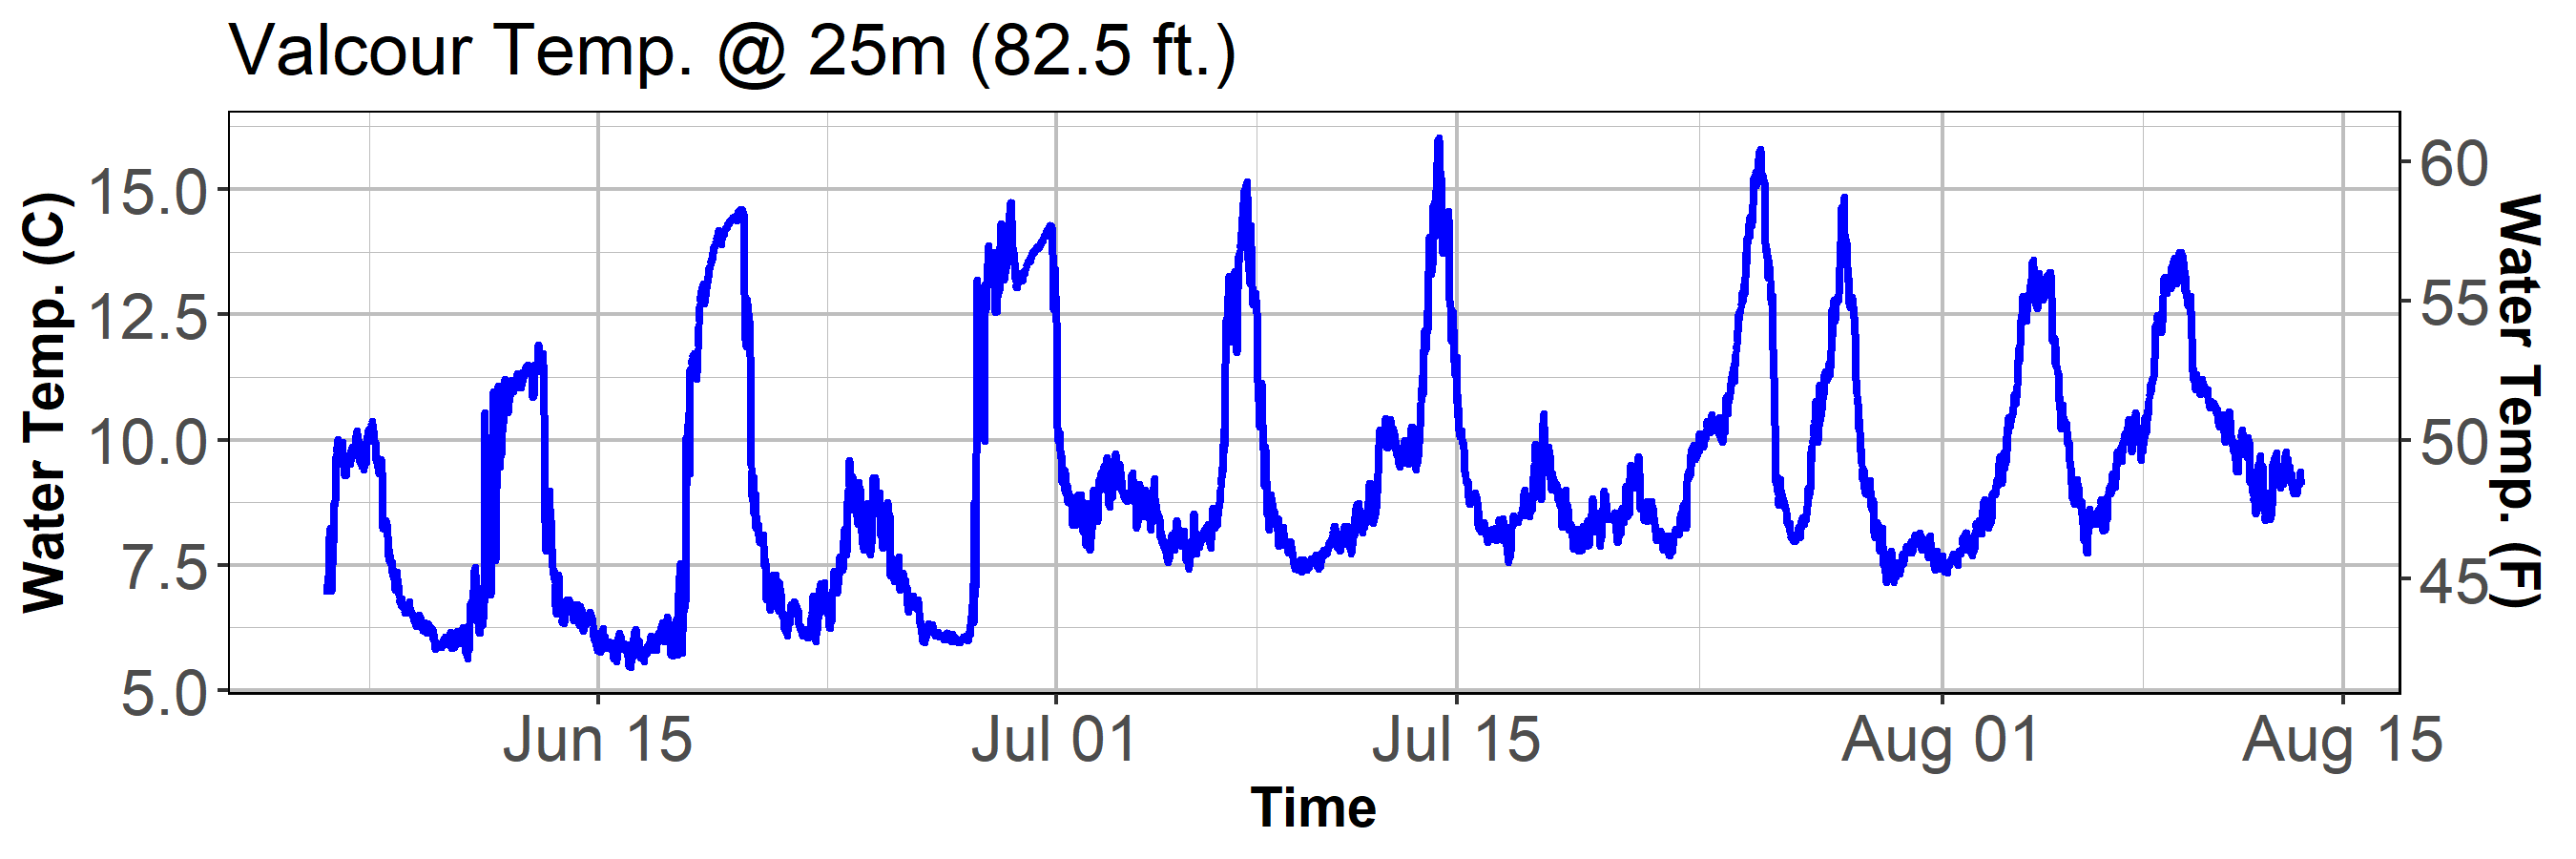 Valcour Temp. @ 25m (82.5 ft.)
Water Temp. (C)
15.0
12.5
10.0
7.5
5.0
60
55
50
45
Water Temp. (F)
Jun 15 Jul 01 Jul 15 Aug 01 Aug 15
Time